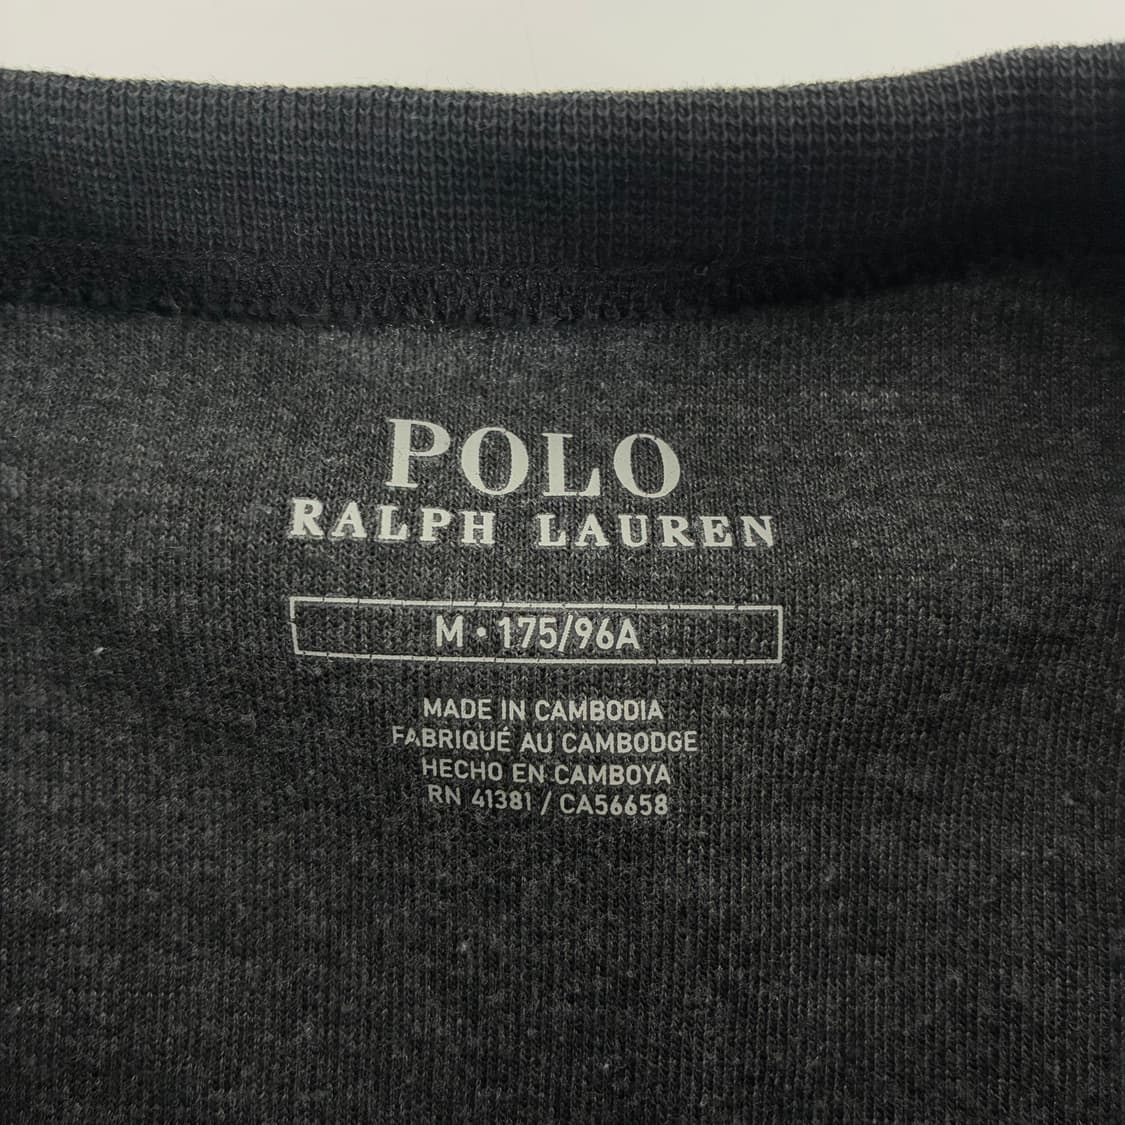 POLO
RALPH LAUREN
M • 175/96A
MADE IN CAMBODIA
FABRIQUÉ AU CAMBODGE
HECHO EN CAMBOYA
RN 41381 / CA56658